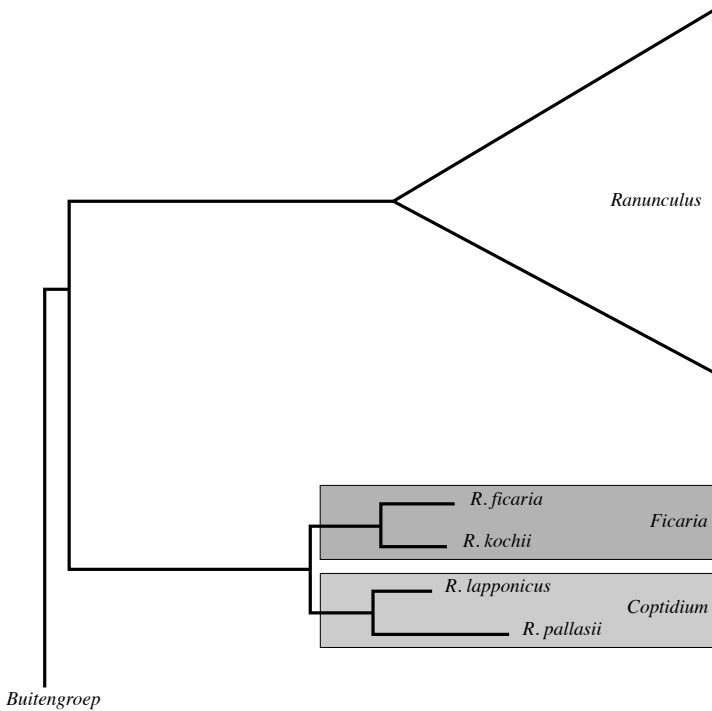 Ranunculus
R. ficaria
Ficaria
R. kochii
R. lapponicus
Coptidium
R. pallasii
Buitengroep